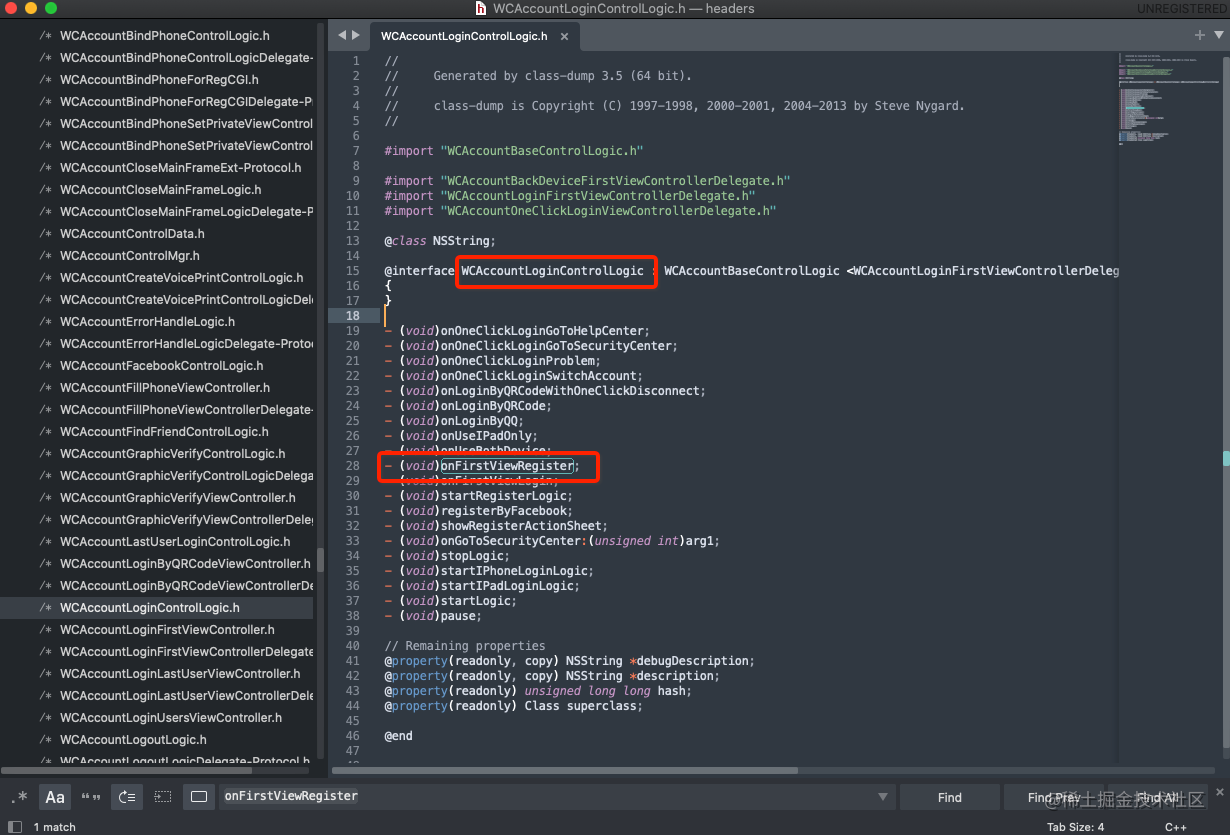 WCAccountLoginControlLogic.h — headers
UNREGISTERED
/* WCAccountBindPhoneControlLogic.h
/* WCAccountBindPhoneControlLogicDelegate-
/* WCAccountBindPhoneForRegCGI.h
/* WCAccountBindPhoneForRegCGIDelegate-Pr
/* WCAccountBindPhoneSetPrivateViewControl
/* WCAccountBindPhoneSetPrivateViewControl
/* WCAccountCloseMainFrameExt-Protocol.h
/* WCAccountCloseMainFrameLogic.h
/* WCAccountCloseMainFrameLogicDelegate-P
/* WCAccountControlData.h
/* WCAccountControlMgr.h
/* WCAccountCreateVoicePrintControlLogic.h
/* WCAccountCreateVoicePrintControlLogicDel
/* WCAccountErrorHandleLogic.h
/* WCAccountErrorHandleLogicDelegate-Proto
/* WCAccountFacebookControlLogic.h
/* WCAccountFillPhoneViewController.h
/* WCAccountFillPhoneViewControllerDelegate-
/* WCAccountFindFriendControlLogic.h
/* WCAccountGraphicVerifyControlLogic.h
/* WCAccountGraphicVerifyControlLogicDelega
/* WCAccountGraphicVerifyViewController.h
/* WCAccountGraphicVerifyViewControllerDele
/* WCAccountLastUserLoginControlLogic.h
/* WCAccountLoginByQRCodeViewController.h
/* WCAccountLoginByQRCodeViewControllerDe
/* WCAccountLoginControlLogic.h
/* WCAccountLoginFirstViewController.h
/* WCAccountLoginFirstViewControllerDelegate
/* WCAccountLoginLastUserViewController.h
/* WCAccountLoginLastUserViewControllerDele
/* WCAccountLoginUsersViewController.h
/* WCAccountLogoutLogic.h
/* WCAccountLogoutLogicDelegate-Protocol.h
WCAccountLoginControlLogic.h ×
1 //
2 //     Generated by class-dump 3.5 (64 bit).
3 //
4 //     class-dump is Copyright (C) 1997-1998, 2000-2001, 2004-2013 by Steve Nygard.
5 //
6
7 #import "WCAccountBaseControlLogic.h"
8
9 #import "WCAccountBackDeviceFirstViewControllerDelegate.h"
10 #import "WCAccountLoginFirstViewControllerDelegate.h"
11 #import "WCAccountOneClickLoginViewControllerDelegate.h"
12
13 @class NSString;
14
15 @interface WCAccountLoginControlLogic : WCAccountBaseControlLogic <WCAccountLoginFirstViewControllerDeleg
16 {
17 }
18
19 - (void)onOneClickLoginGoToHelpCenter;
20 - (void)onOneClickLoginGoToSecurityCenter;
21 - (void)onOneClickLoginProblem;
22 - (void)onOneClickLoginSwitchAccount;
23 - (void)onLoginByQRCodeWithOneClickDisconnect;
24 - (void)onLoginByQRCode;
25 - (void)onLoginByQQ;
26 - (void)onUseIPadOnly;
27 - (void)onUseBothDevice;
28 - (void)onFirstViewRegister;
29 - (void)onFirstViewLogin;
30 - (void)startRegisterLogic;
31 - (void)registerByFacebook;
32 - (void)showRegisterActionSheet;
33 - (void)onGoToSecurityCenter:(unsigned int)arg1;
34 - (void)stopLogic;
35 - (void)startIPhoneLoginLogic;
36 - (void)startIPadLoginLogic;
37 - (void)startLogic;
38 - (void)pause;
39
40 // Remaining properties
41 @property(readonly, copy) NSString *debugDescription;
42 @property(readonly, copy) NSString *description;
43 @property(readonly) unsigned long long hash;
44 @property(readonly) Class superclass;
45
46 @end
47
.* Aa “” onFirstViewRegister Find Find Prev Find All
@稀土掘金技术社区
1 match Tab Size: 4 C++